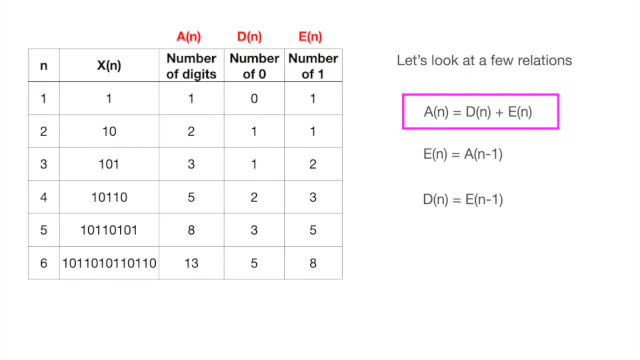 A(n) D(n) E(n)
n X(n) Number of digits Number of 0 Number of 1
1 1 1 0 1
2 10 2 1 1
3 101 3 1 2
4 10110 5 2 3
5 10110101 8 3 5
6 1011010110110 13 5 8
Let's look at a few relations
A(n) = D(n) + E(n)
E(n) = A(n-1)
D(n) = E(n-1)